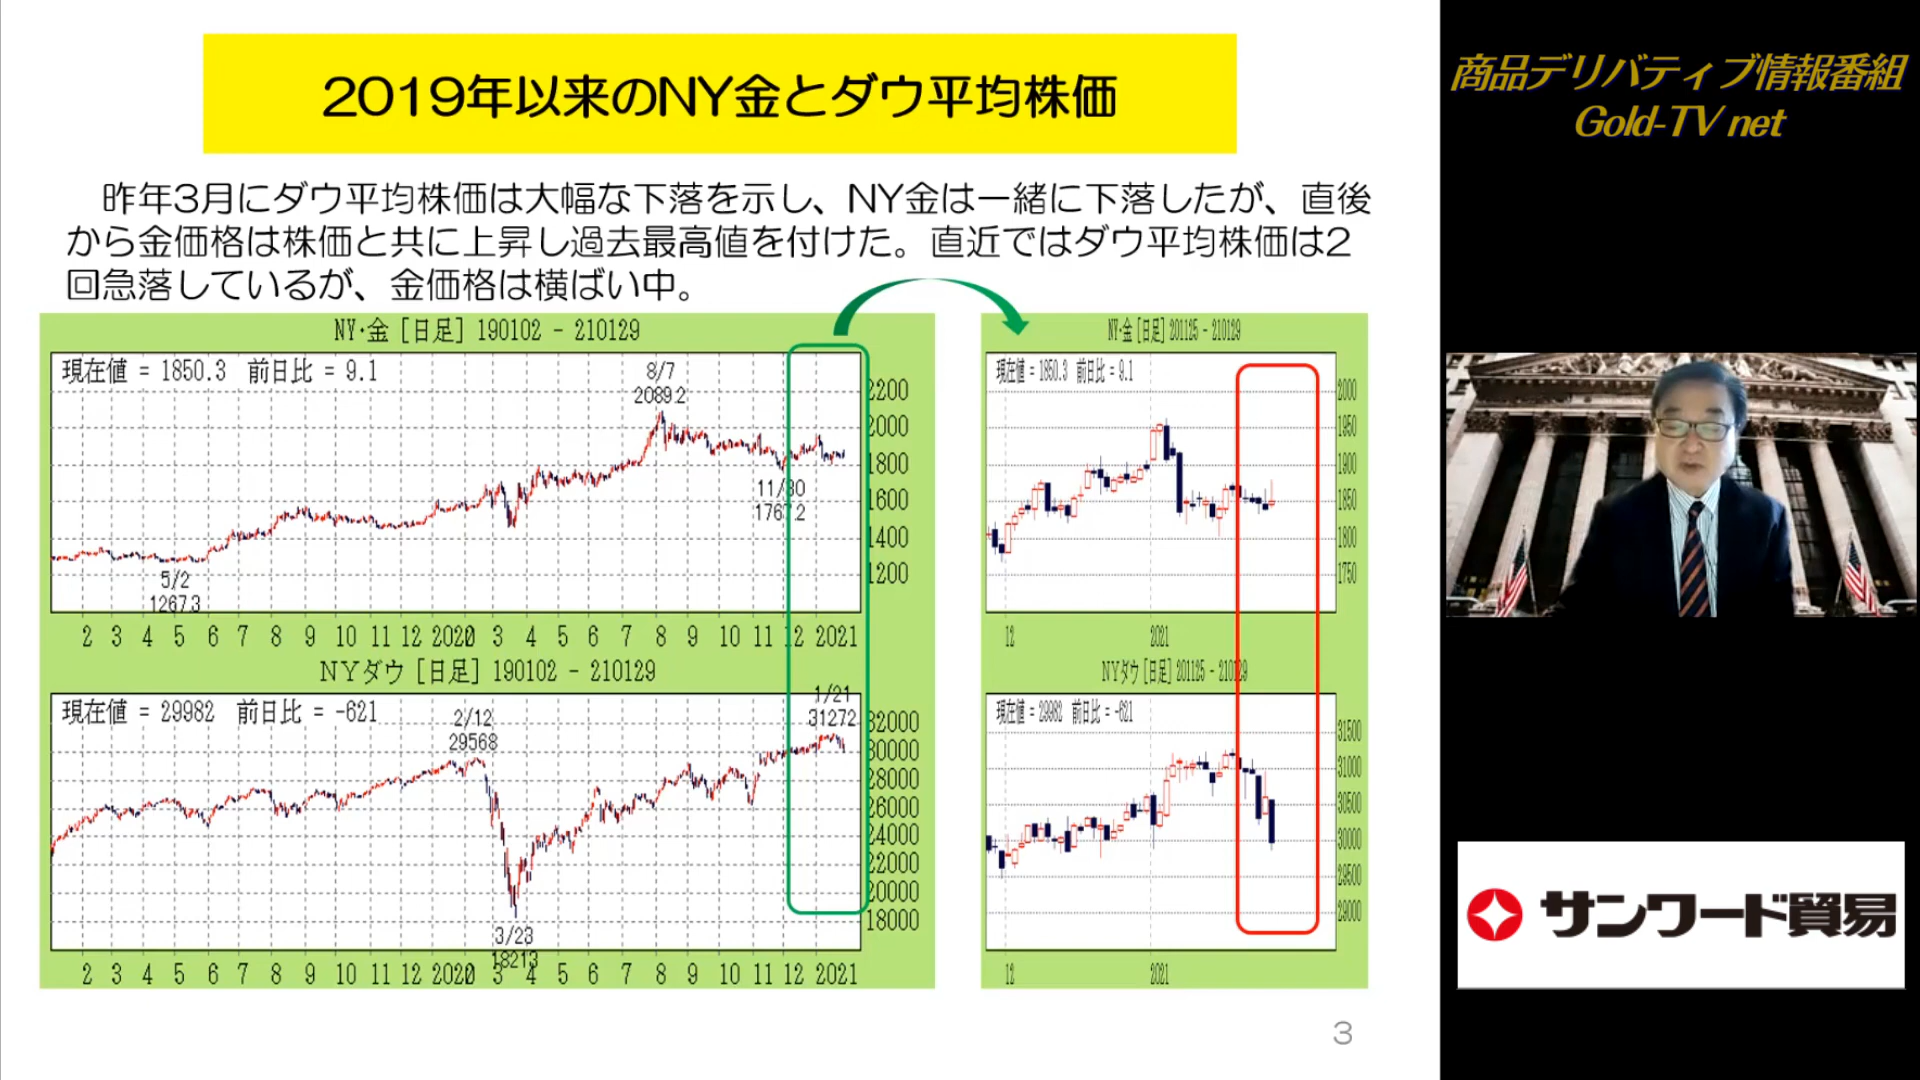 2019年以来のNY金とダウ平均株価
昨年3月にダウ平均株価は大幅な下落を示し、NY金は一緒に下落したが、直後
から金価格は株価と共に上昇し過去最高値を付けた。直近ではダウ平均株価は2
回急落しているが、金価格は横ばい中。
NY・金［日足］190102 - 210129
現在値 = 1850.3 前日比 = 9.1
8/7
2089.2
11/30
1767.2
5/2
1267.3
2200
2000
1800
1600
1400
1200
2 3 4 5 6 7 8 9 10 11 12 2020 2 3 4 5 6 7 8 9 10 11 12 2021
NYダウ［日足］190102 - 210129
現在値 = 29982 前日比 = -621
2/12
29568
1/21
31272
3/23
18213
32000
30000
28000
26000
24000
22000
20000
18000
2 3 4 5 6 7 8 9 10 11 12 2020 2 3 4 5 6 7 8 9 10 11 12 2021
NY・金［日足］201125 - 210129
現在値 = 1850.3 前日比 = 9.1
2000
1950
1900
1850
1800
1750
12 2021
NYダウ［日足］201125 - 210129
現在値 = 29982 前日比 = -621
31500
31000
30500
30000
29500
29000
12 2021
3
商品デリバティブ情報番組
Gold-TV net
サンワード貿易